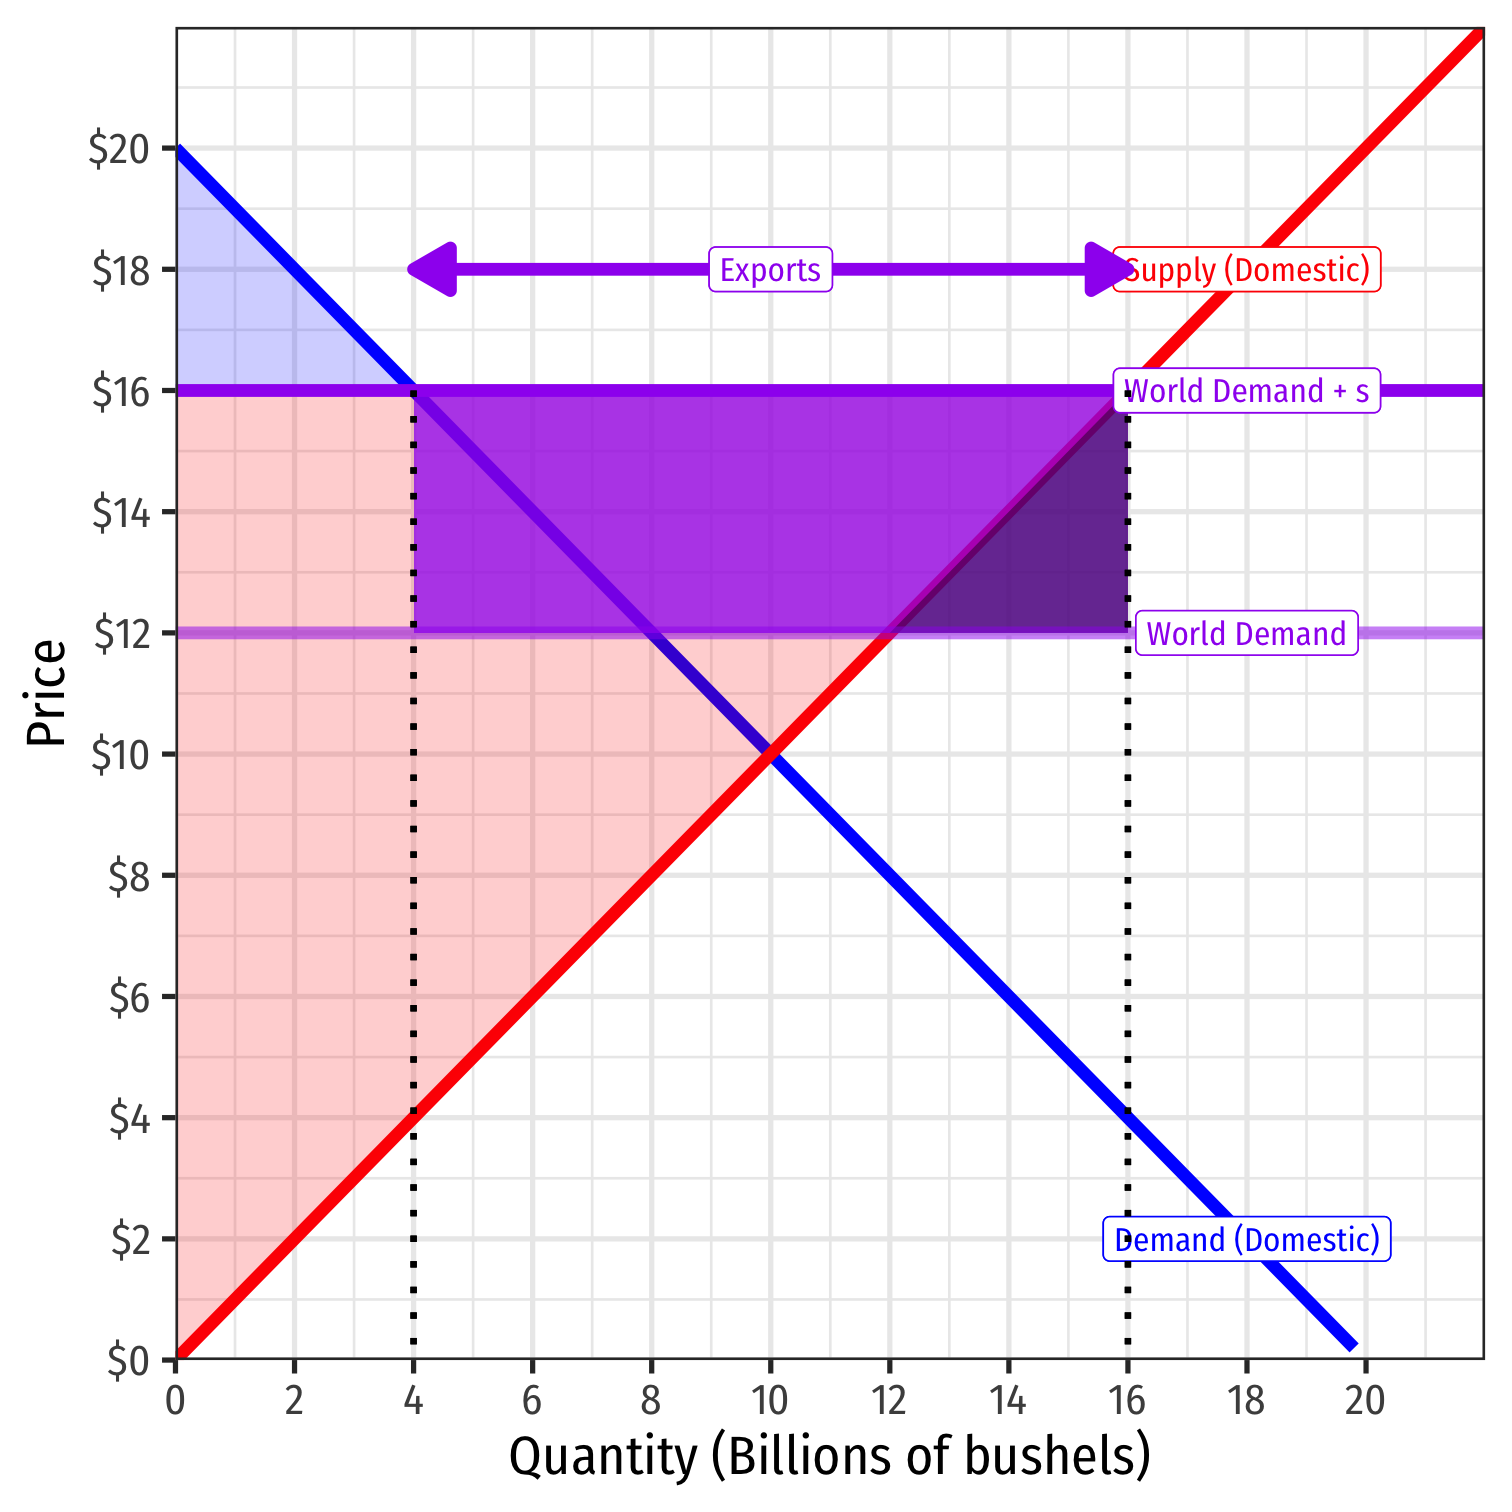 $20
$18
$16
$14
$12
$10
$8
$6
$4
$2
$0
Price
Exports
Supply (Domestic)
World Demand + s
World Demand
Demand (Domestic)
0 2 4 6 8 10 12 14 16 18 20
Quantity (Billions of bushels)